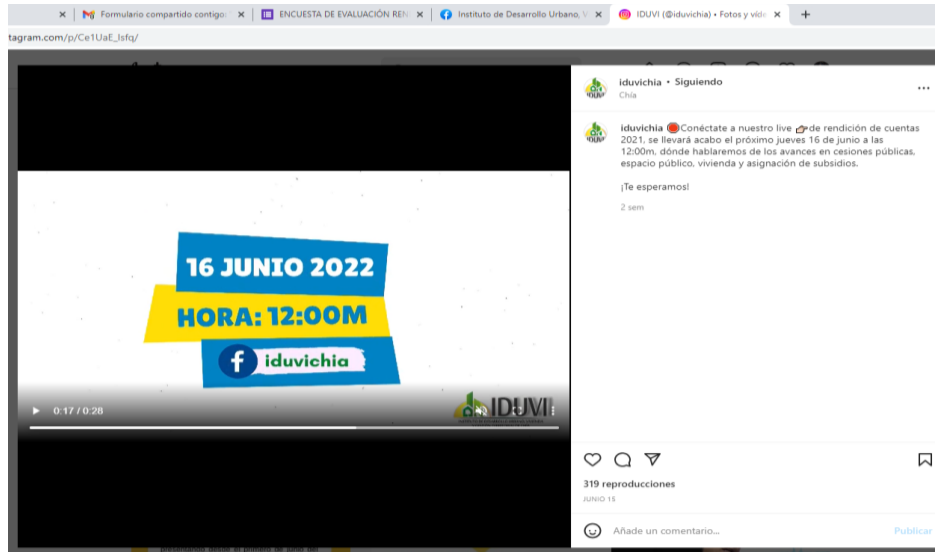 Formulario compartido contigo:
ENCUESTA DE EVALUACIÓN REN
Instituto de Desarrollo Urbano, V
IDUVI (@iduvichia) • Fotos y víde
tagram.com/p/Ce1UaE_lsfq/
iduvichia • Siguiendo
Chía
iduvichia Conéctate a nuestro live de rendición de cuentas
2021, se llevará acabo el próximo jueves 16 de junio a las
12:00m, dónde hablaremos de los avances en cesiones públicas,
espacio público, vivienda y asignación de subsidios.
¡Te esperamos!
2 sem
16 JUNIO 2022
HORA: 12:00M
f iduvichia
0:17 / 0:28
IDUVI
319 reproducciones
JUNIO 15
Añade un comentario...
Publicar